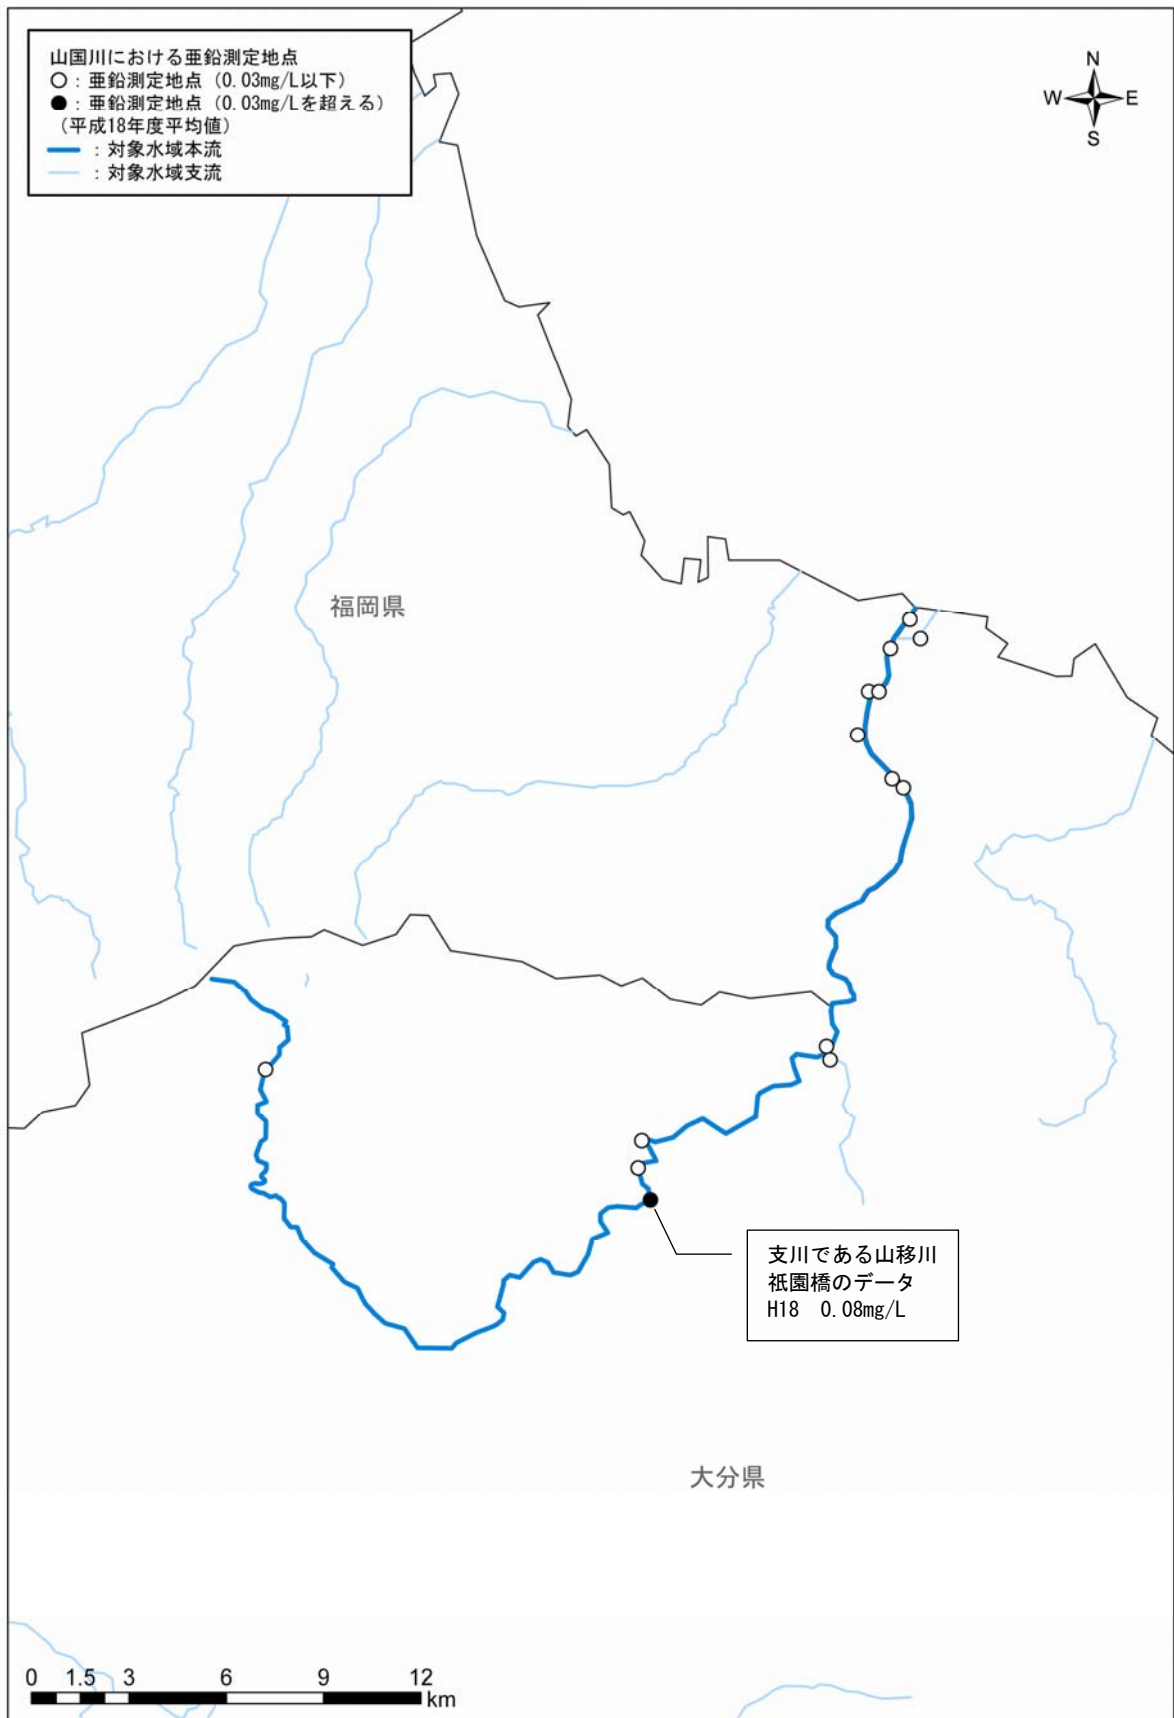 山国川における亜鉛測定地点
○：亜鉛測定地点（0.03mg/L以下）
●：亜鉛測定地点（0.03mg/Lを超える）
（平成18年度平均値）
：対象水域本流
：対象水域支流
N
W E
S
福岡県
支川である山移川
祇園橋のデータ
H18 0.08mg/L
大分県
0 1.5 3 6 9 12
km